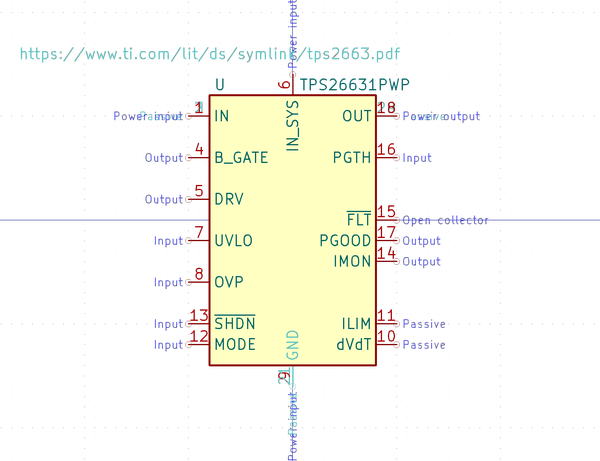 Power input
https://www.ti.com/lit/ds/symlink/tps2663.pdf
U 6 TPS26631PWP
Power input 1 IN IN_SYS OUT 18 Power output
Output 4 B_GATE PGTH 16 Input
Output 5 DRV
FLT 15 Open collector
Input 7 UVLO PGOOD 17 Output
IMON 14 Output
Input 8 OVP
Input 13 SHDN ILIM 11 Passive
Input 12 MODE GND dVdT 10 Passive
9
Power input